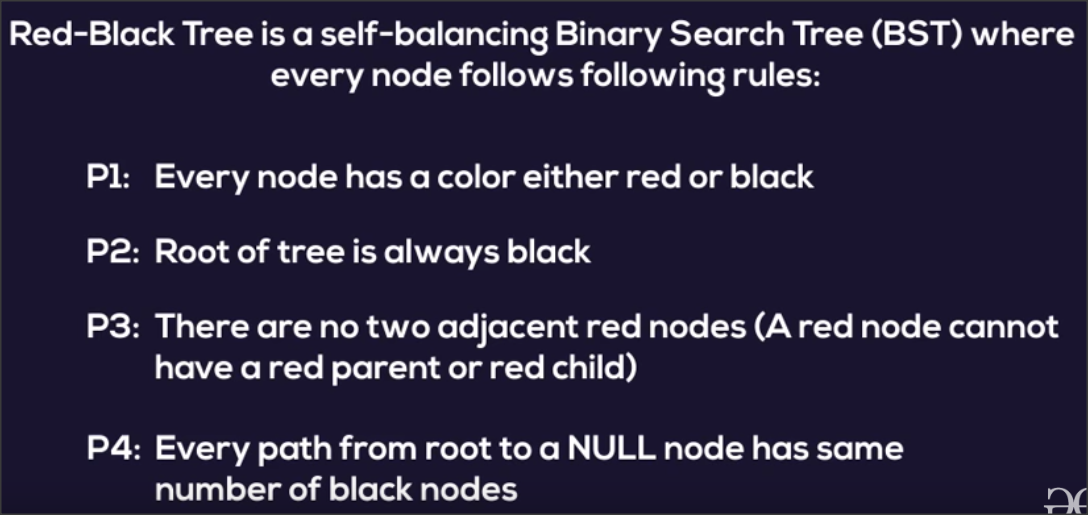 Red-Black Tree is a self-balancing Binary Search Tree (BST) where
every node follows following rules:
P1: Every node has a color either red or black
P2: Root of tree is always black
P3: There are no two adjacent red nodes (A red node cannot
have a red parent or red child)
P4: Every path from root to a NULL node has same
number of black nodes